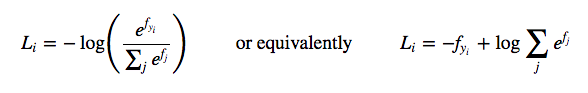 L_i = − log( e^{f_{y_i}} / ∑_j e^{f_j} ) or equivalently L_i = −f_{y_i} + log ∑_j e^{f_j}